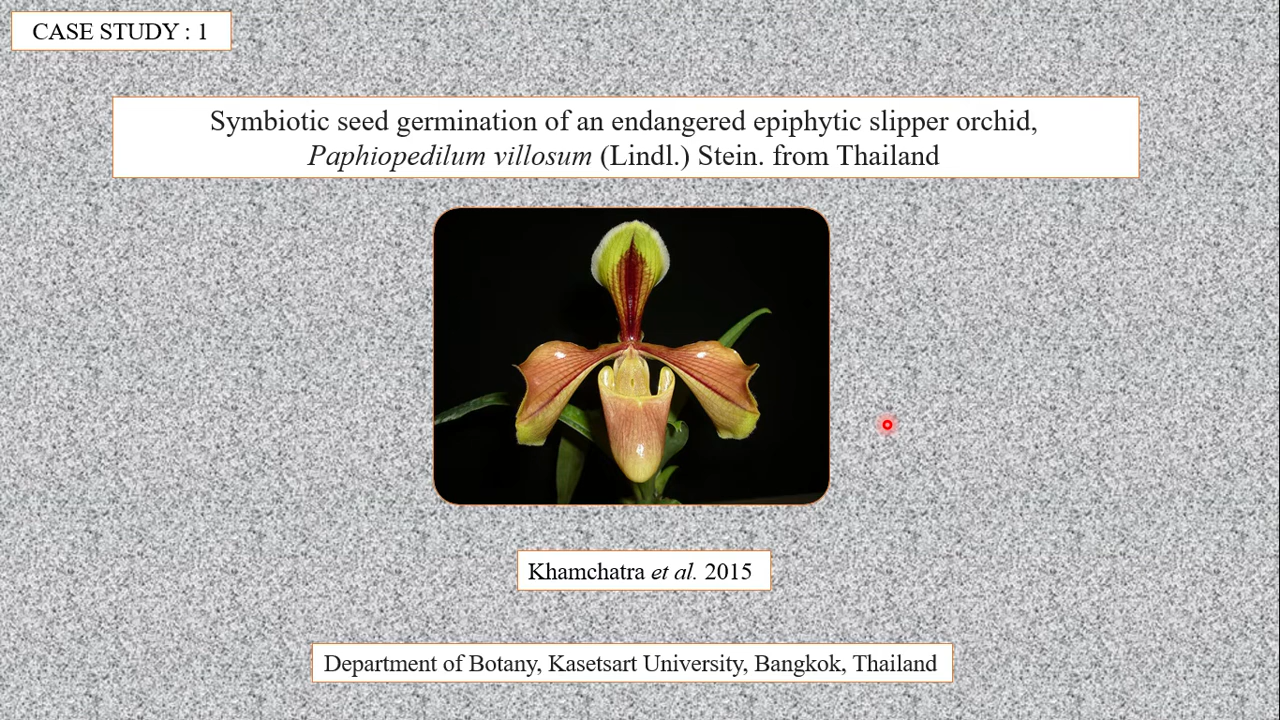 CASE STUDY : 1
Symbiotic seed germination of an endangered epiphytic slipper orchid,
Paphiopedilum villosum (Lindl.) Stein. from Thailand
Khamchatra et al. 2015
Department of Botany, Kasetsart University, Bangkok, Thailand